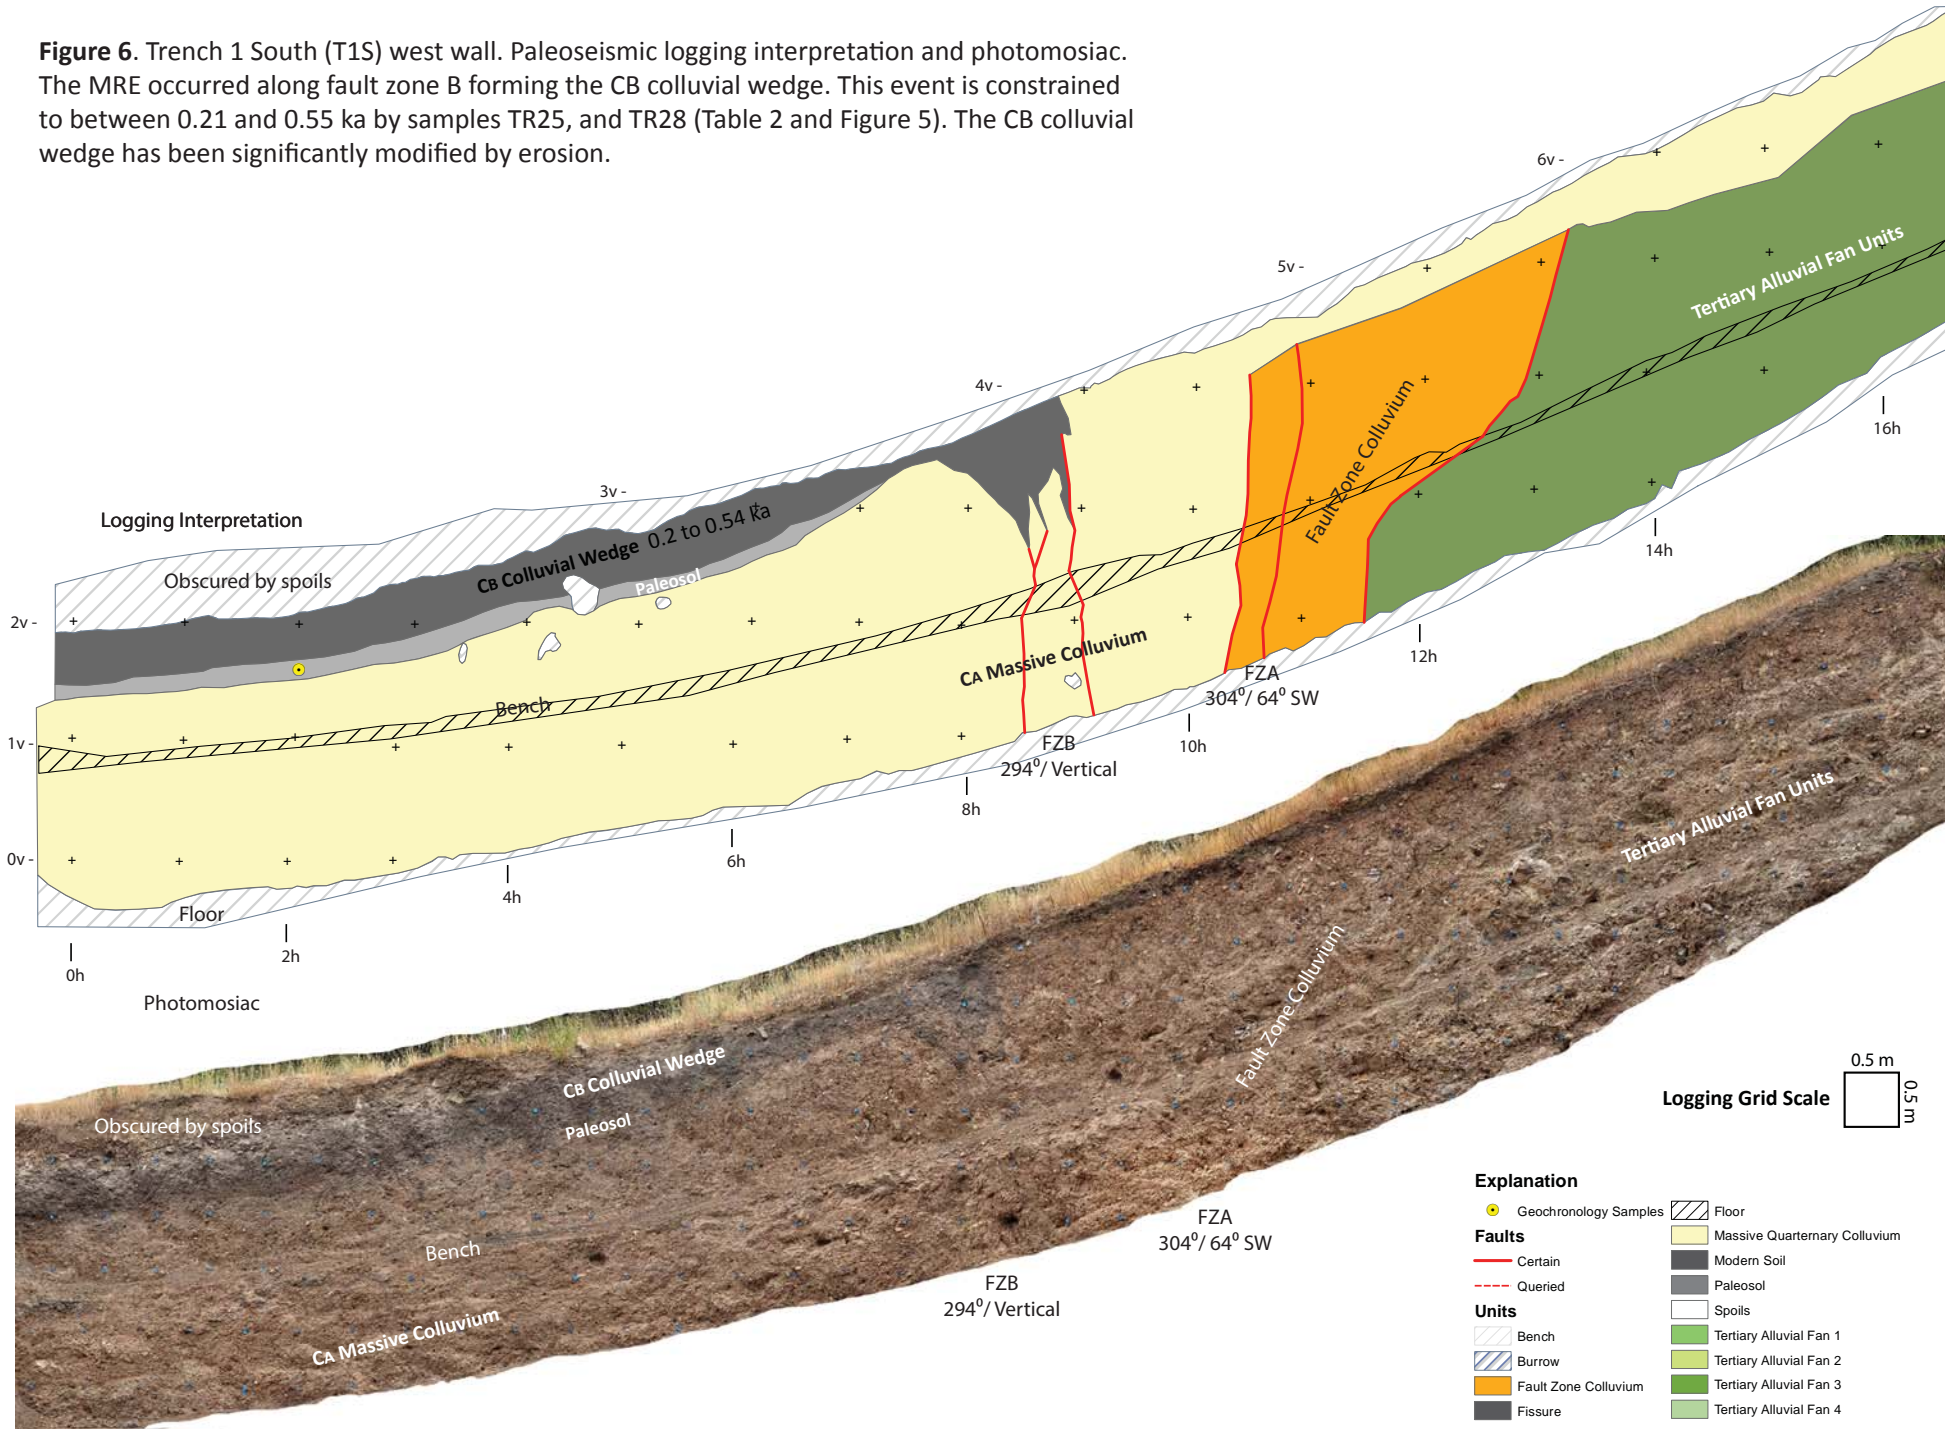 Figure 6. Trench 1 South (T1S) west wall. Paleoseismic logging interpretation and photomosaic.
The MRE occurred along fault zone B forming the CB colluvial wedge. This event is constrained
to between 0.21 and 0.55 ka by samples TR25, and TR28 (Table 2 and Figure 5). The CB colluvial
wedge has been significantly modified by erosion.
6v -
5v -
4v -
3v -
2v -
1v -
0v -
Logging Interpretation
Obscured by spoils
CB Colluvial Wedge 0.2 to 0.54 ka
Paleosol
Bench
CA Massive Colluvium
Fault Zone Colluvium
Tertiary Alluvial Fan Units
Floor
FZA
304⁰/ 64⁰ SW
FZB
294⁰/ Vertical
0h
2h
4h
6h
8h
10h
12h
14h
16h
Photomosiac
Obscured by spoils
CB Colluvial Wedge
Paleosol
Bench
CA Massive Colluvium
Fault Zone Colluvium
Tertiary Alluvial Fan Units
FZA
304⁰/ 64⁰ SW
FZB
294⁰/ Vertical
Logging Grid Scale
0.5 m
0.5 m
Explanation
Geochronology Samples
Faults
Certain
Queried
Units
Bench
Burrow
Fault Zone Colluvium
Fissure
Floor
Massive Quarternary Colluvium
Modern Soil
Paleosol
Spoils
Tertiary Alluvial Fan 1
Tertiary Alluvial Fan 2
Tertiary Alluvial Fan 3
Tertiary Alluvial Fan 4